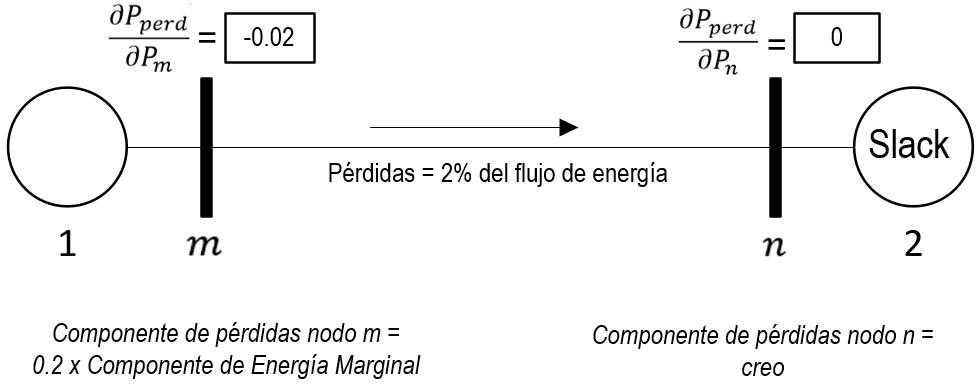 ∂P_perd / ∂P_m = -0.02
∂P_perd / ∂P_n = 0
Slack
Pérdidas = 2% del flujo de energía
1
m
n
2
Componente de pérdidas nodo m =
0.2 x Componente de Energía Marginal
Componente de pérdidas nodo n =
creo